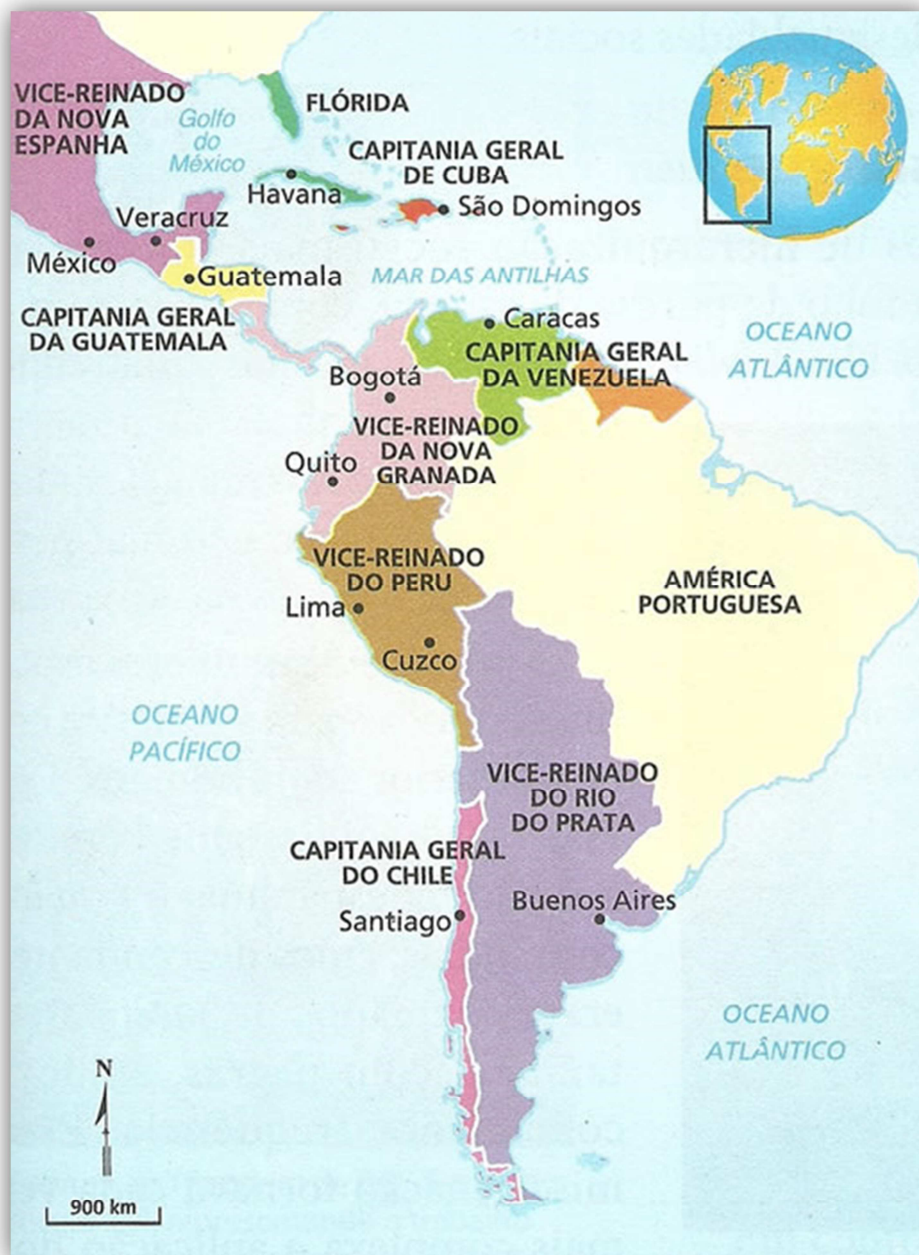 VICE-REINADO
DA NOVA
ESPANHA
Golfo
do
México
FLÓRIDA
CAPITANIA GERAL
DE CUBA
Havana
São Domingos
Veracruz
México
Guatemala
MAR DAS ANTILHAS
CAPITANIA GERAL
DA GUATEMALA
Caracas
OCEANO
ATLÂNTICO
CAPITANIA GERAL
DA VENEZUELA
Bogotá
VICE-REINADO
DA NOVA
GRANADA
Quito
VICE-REINADO
DO PERU
Lima
Cuzco
AMÉRICA
PORTUGUESA
OCEANO
PACÍFICO
VICE-REINADO
DO RIO
DO PRATA
CAPITANIA GERAL
DO CHILE
Santiago
Buenos Aires
OCEANO
ATLÂNTICO
N
900 km